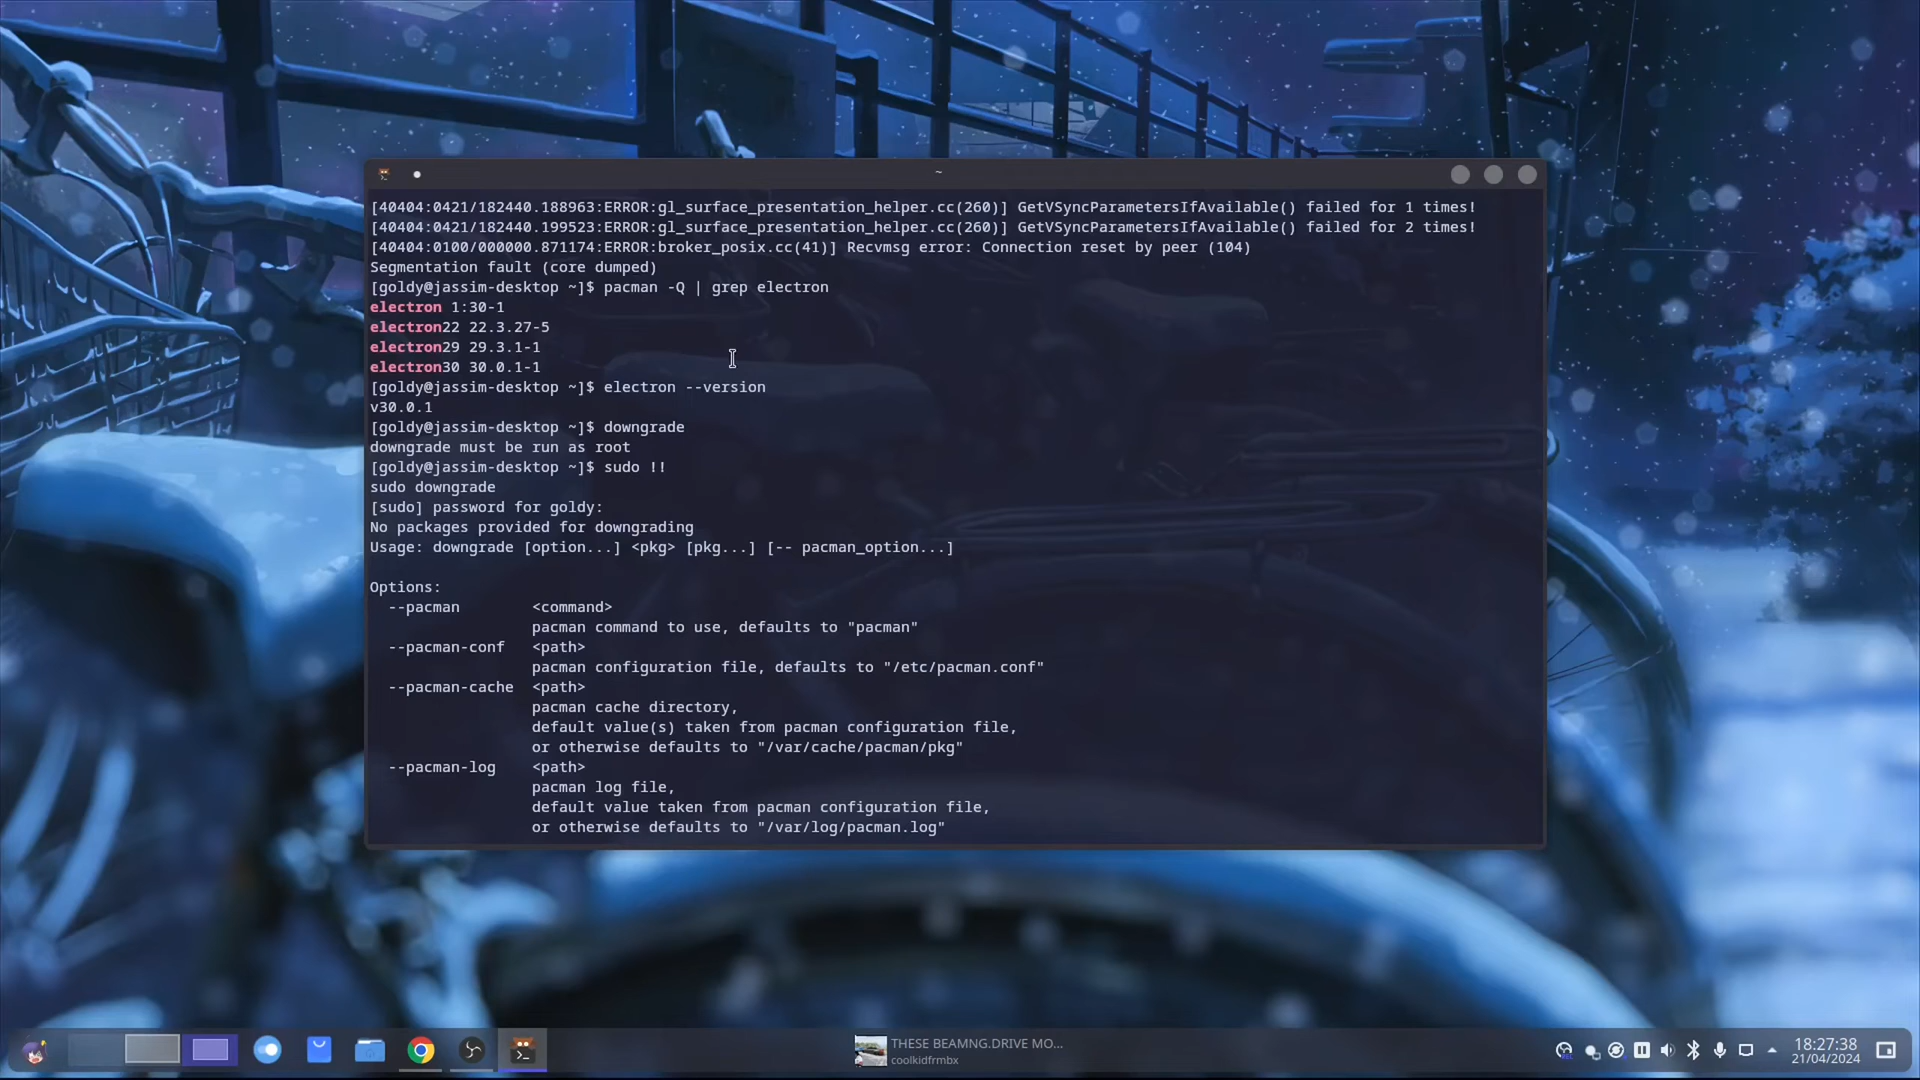 ~
[40404:0421/182440.188963:ERROR:gl_surface_presentation_helper.cc(260)] GetVSyncParametersIfAvailable() failed for 1 times!
[40404:0421/182440.199523:ERROR:gl_surface_presentation_helper.cc(260)] GetVSyncParametersIfAvailable() failed for 2 times!
[40404:0100/000000.871174:ERROR:broker_posix.cc(41)] Recvmsg error: Connection reset by peer (104)
Segmentation fault (core dumped)
[goldy@jassim-desktop ~]$ pacman -Q | grep electron
electron 1:30-1
electron22 22.3.27-5
electron29 29.3.1-1
electron30 30.0.1-1
[goldy@jassim-desktop ~]$ electron --version
v30.0.1
[goldy@jassim-desktop ~]$ downgrade
downgrade must be run as root
[goldy@jassim-desktop ~]$ sudo !!
sudo downgrade
[sudo] password for goldy:
No packages provided for downgrading
Usage: downgrade [option...] <pkg> [pkg...] [-- pacman_option...]
Options:
--pacman <command>
pacman command to use, defaults to "pacman"
--pacman-conf <path>
pacman configuration file, defaults to "/etc/pacman.conf"
--pacman-cache <path>
pacman cache directory,
default value(s) taken from pacman configuration file,
or otherwise defaults to "/var/cache/pacman/pkg"
--pacman-log <path>
pacman log file,
default value taken from pacman configuration file,
or otherwise defaults to "/var/log/pacman.log"
THESE BEAMNG.DRIVE MO...
coolkidfrmbx
18:27:38
21/04/2024